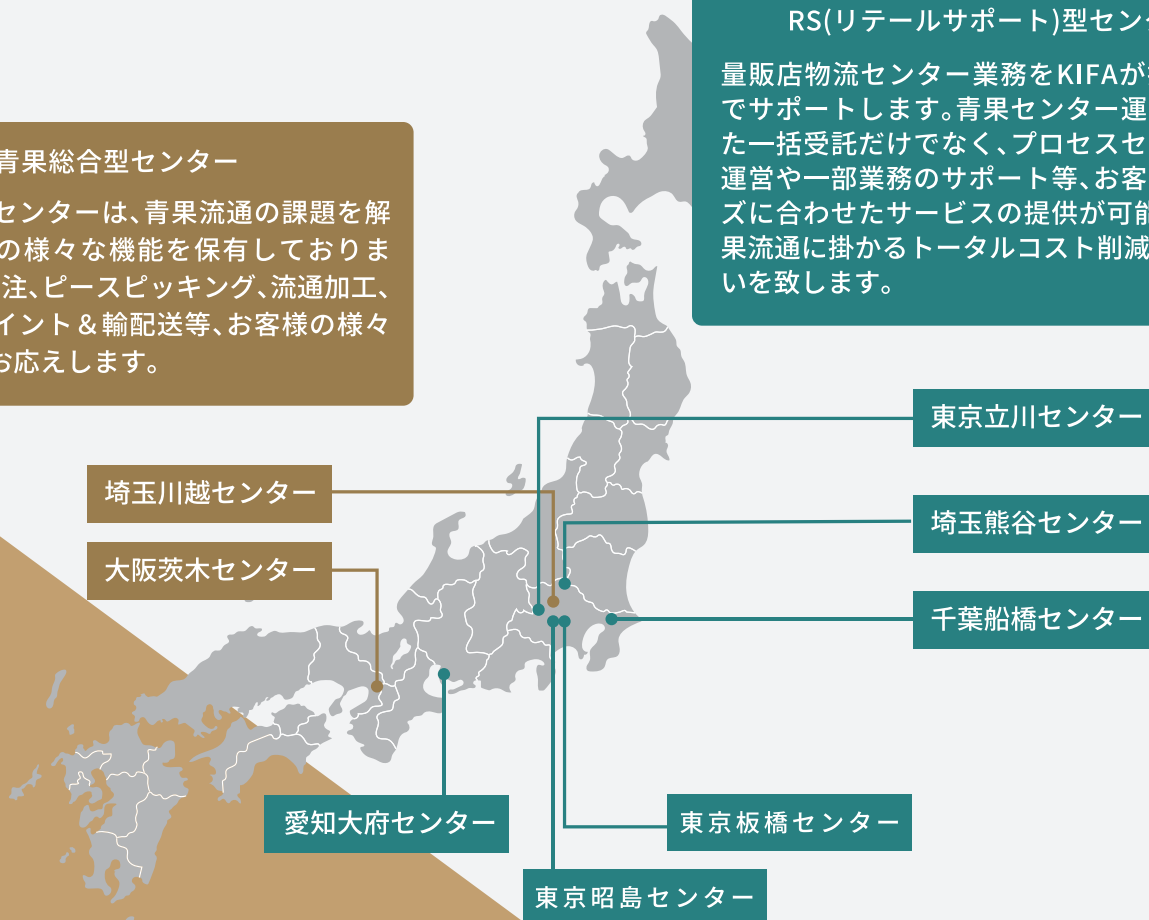 RS(リテールサポート)型セン
量販店物流センター業務をKIFAが
でサポートします。青果センター運
た一括受託だけでなく、プロセスセ
運営や一部業務のサポート等、お客
ズに合わせたサービスの提供が可能
果流通に掛かるトータルコスト削減
いを致します。
青果総合型センター
センターは、青果流通の課題を解
の様々な機能を保有しておりま
注、ピースピッキング、流通加工、
イント&輸配送等、お客様の様々
お応えします。
東京立川センター
埼玉川越センター
埼玉熊谷センター
大阪茨木センター
千葉船橋センター
愛知大府センター
東京板橋センター
東京昭島センター